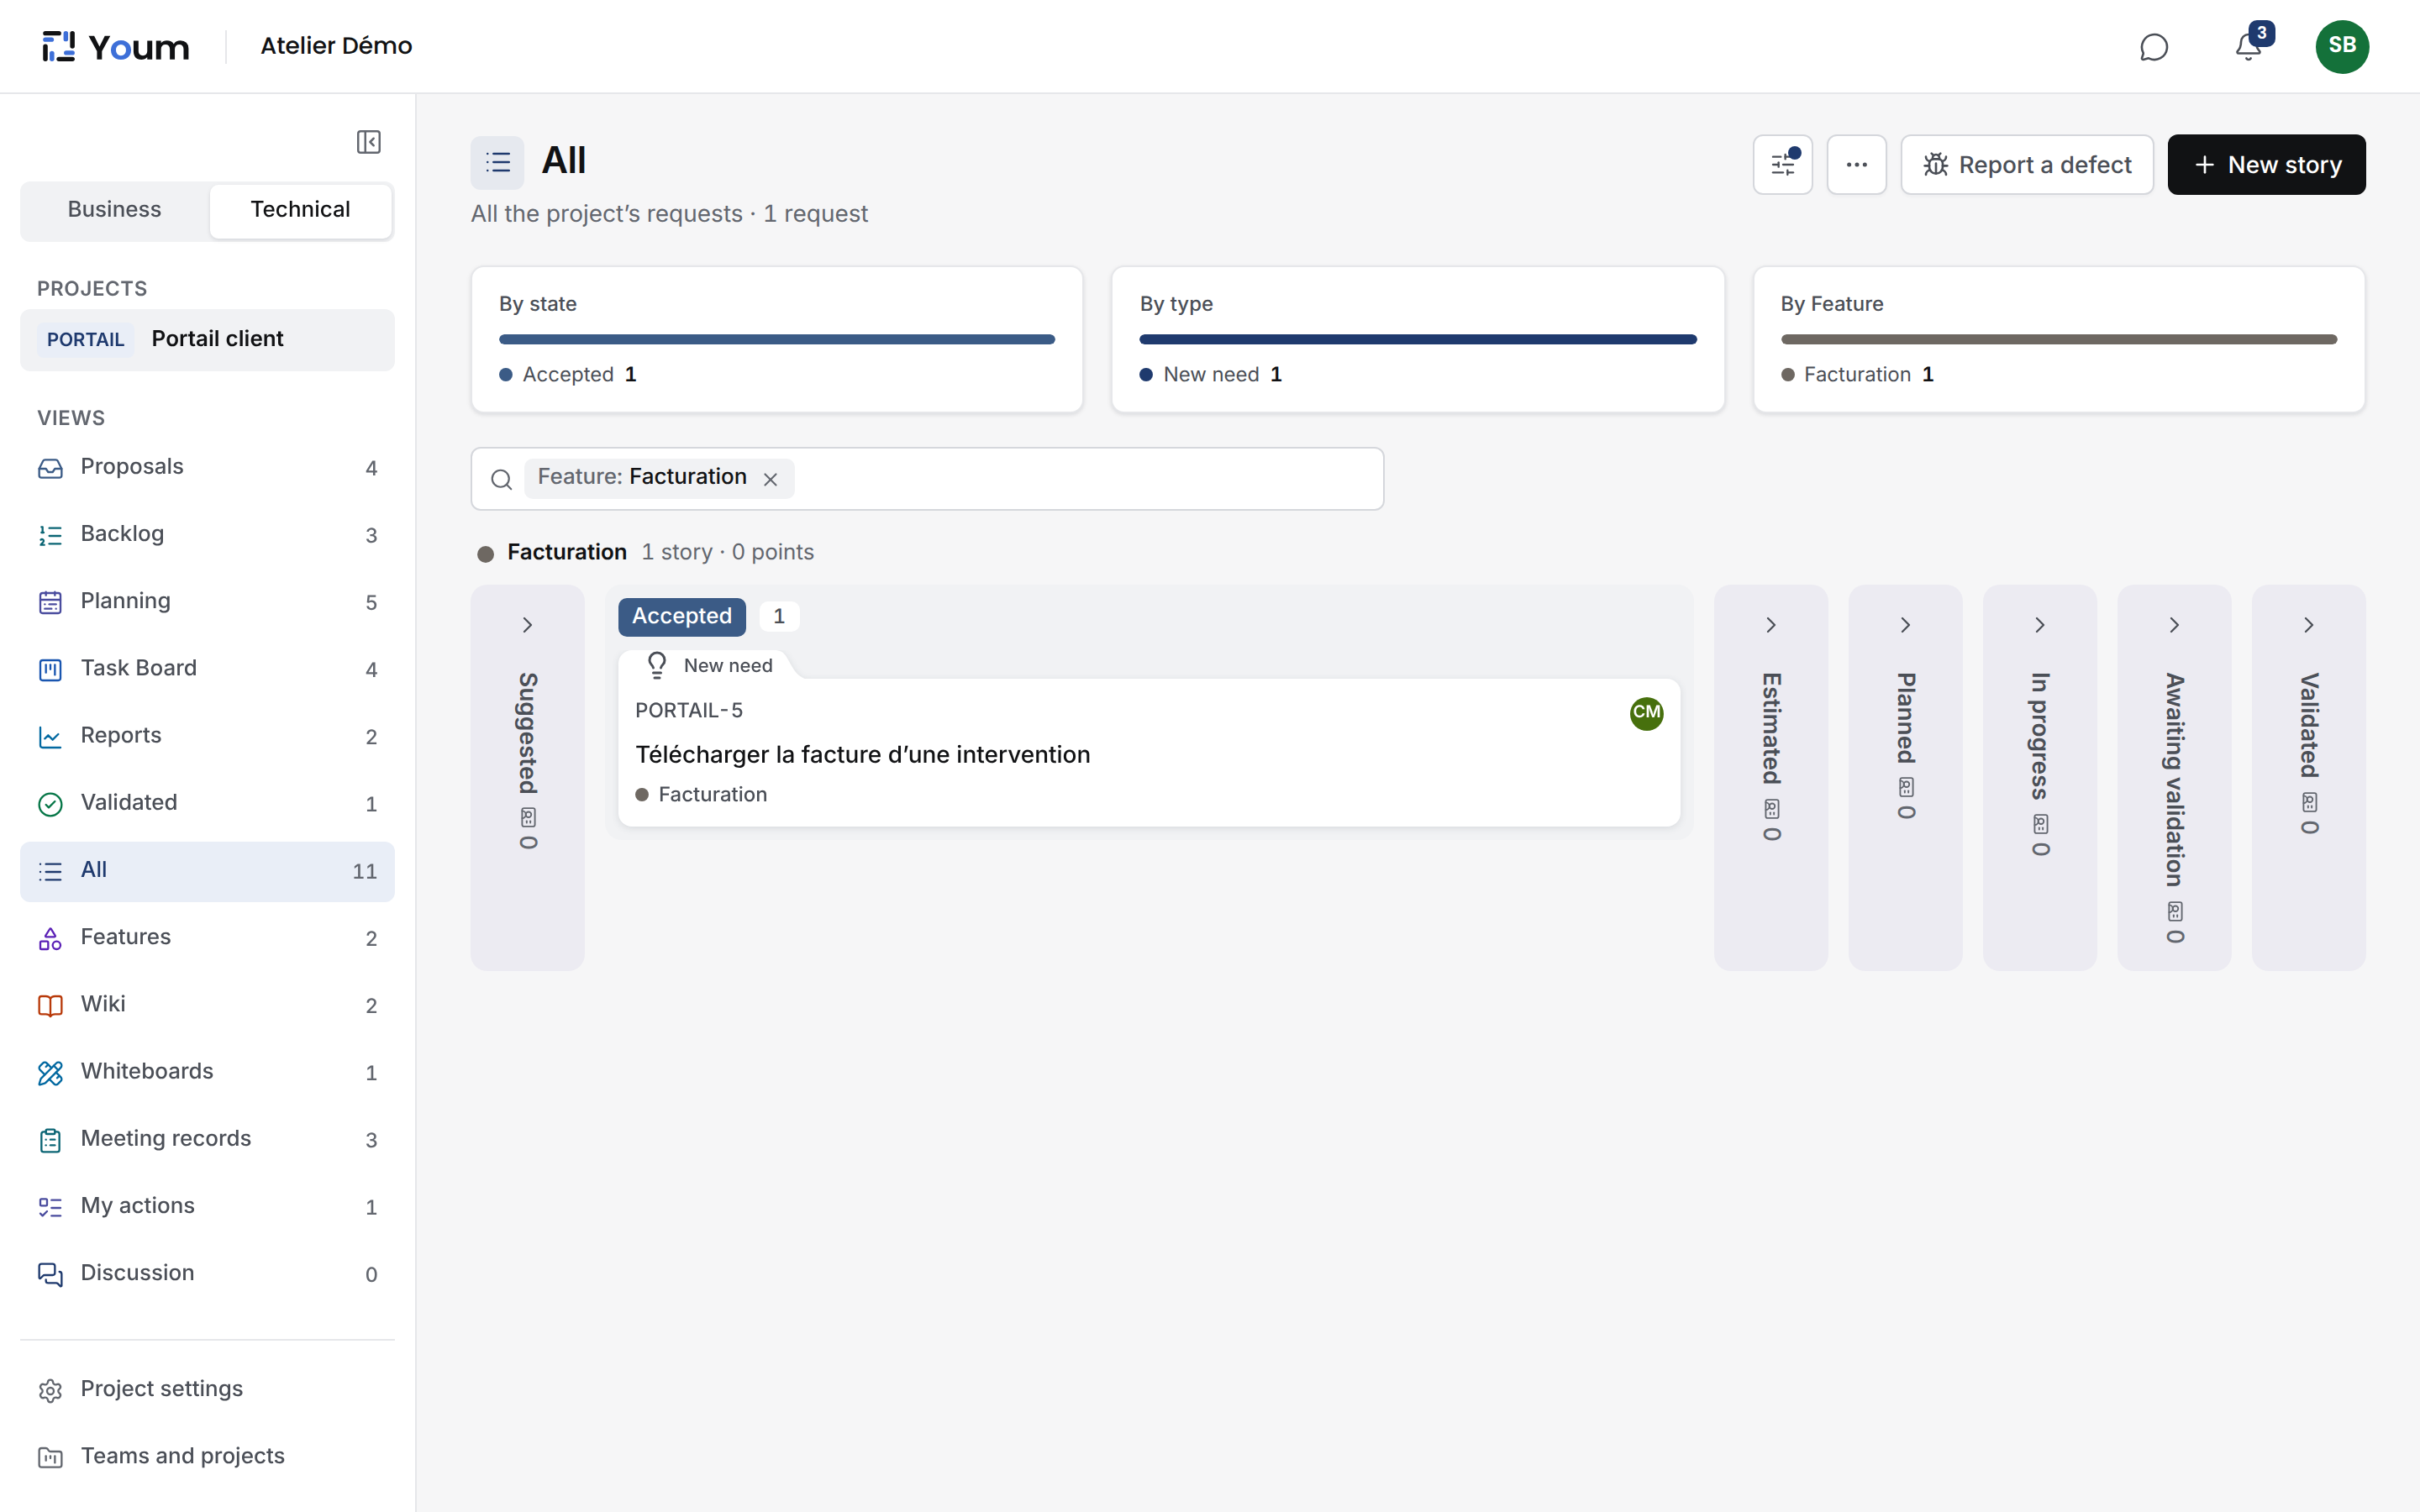 Youm
Atelier Démo
3
SB
Business
Technical
PROJECTS
PORTAIL Portail client
VIEWS
Proposals 4
Backlog 3
Planning 5
Task Board 4
Reports 2
Validated 1
All 11
Features 2
Wiki 2
Whiteboards 1
Meeting records 3
My actions 1
Discussion 0
Project settings
Teams and projects
All
All the project’s requests · 1 request
Report a defect
New story
By state
Accepted 1
By type
New need 1
By Feature
Facturation 1
Feature: Facturation
Facturation 1 story · 0 points
Suggested 0
Accepted 1
New need
PORTAIL-5
CM
Télécharger la facture d’une intervention
Facturation
Estimated 0
Planned 0
In progress 0
Awaiting validation 0
Validated 0